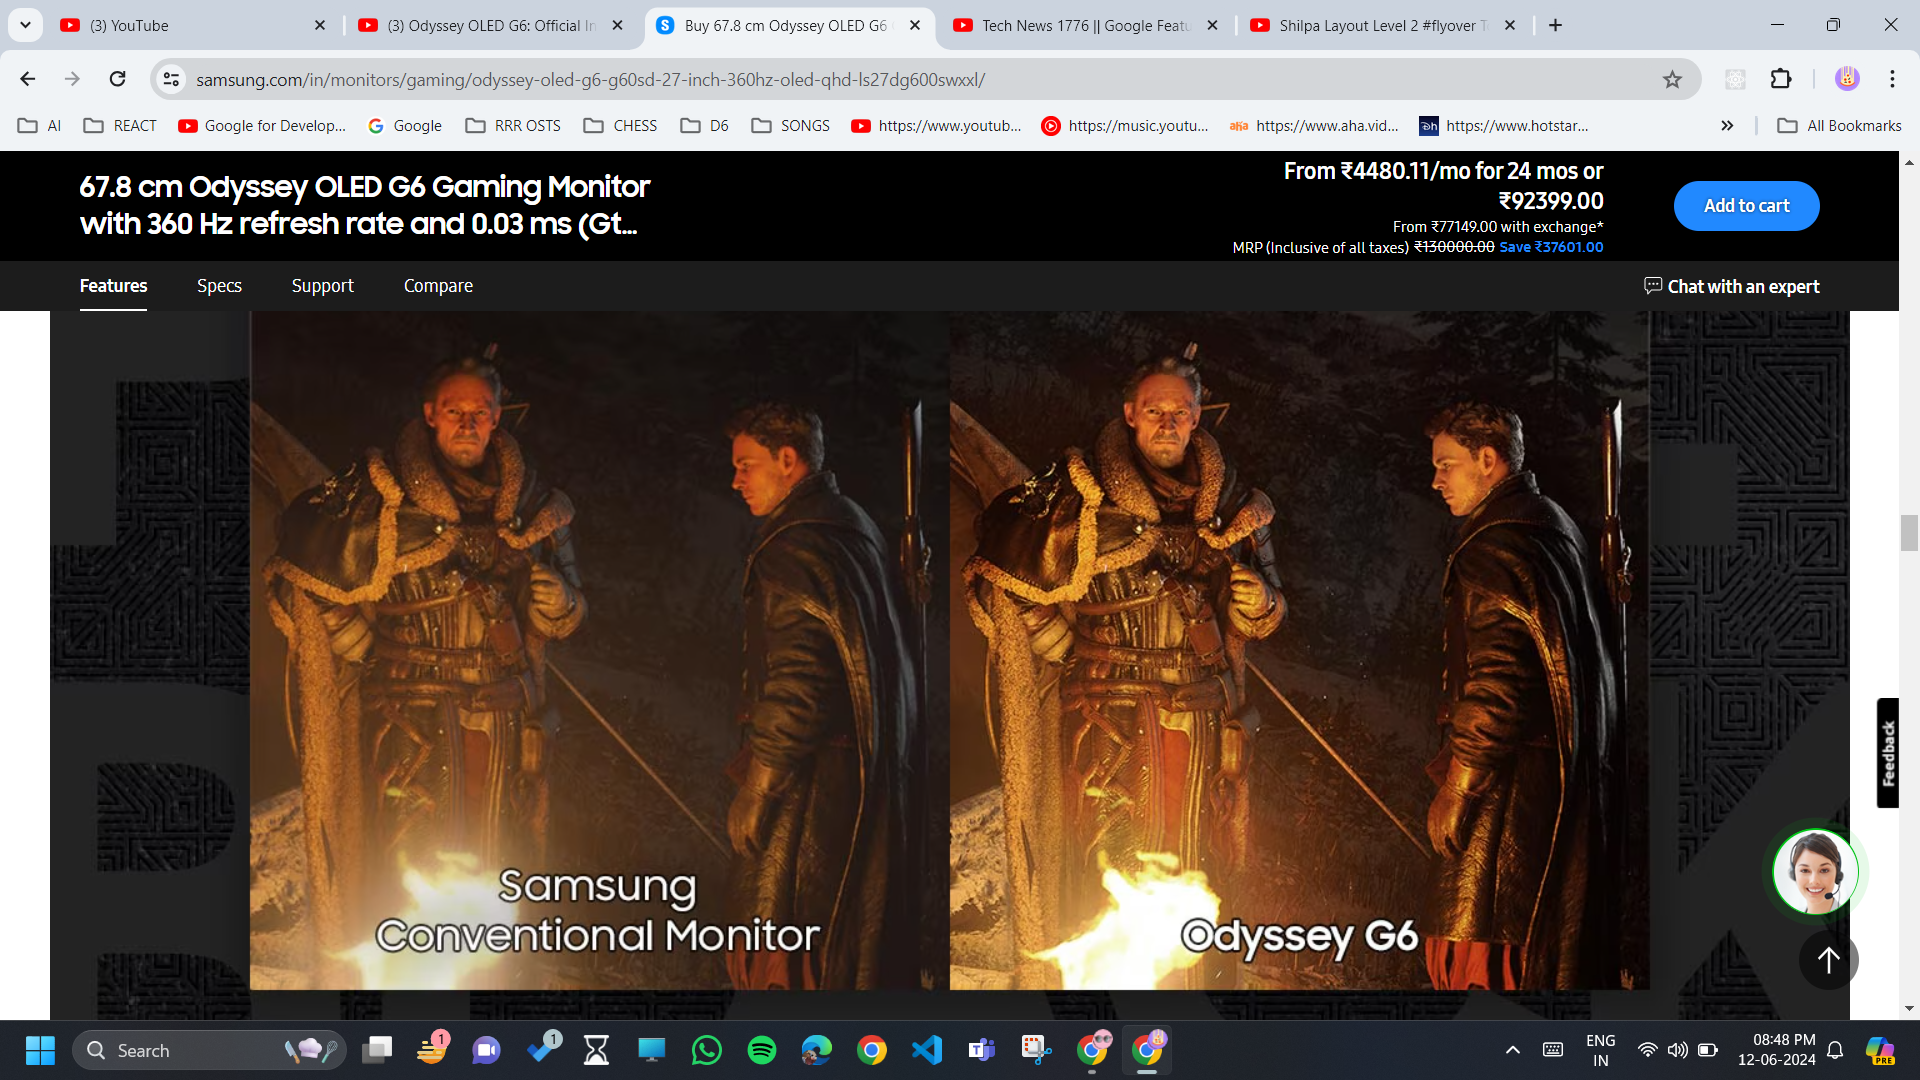 (3) YouTube
(3) Odyssey OLED G6: Official In
Buy 67.8 cm Odyssey OLED G6
Tech News 1776 || Google Featu
Shilpa Layout Level 2 #flyover T
samsung.com/in/monitors/gaming/odyssey-oled-g6-g60sd-27-inch-360hz-oled-qhd-ls27dg600swxxl/
AI
REACT
Google for Develop...
Google
RRR OSTS
CHESS
D6
SONGS
https://www.youtub...
https://music.youtu...
aha
https://www.aha.vid...
https://www.hotstar...
All Bookmarks
67.8 cm Odyssey OLED G6 Gaming Monitor
with 360 Hz refresh rate and 0.03 ms (Gt...
From ₹4480.11/mo for 24 mos or
₹92399.00
From ₹77149.00 with exchange*
MRP (Inclusive of all taxes) ₹130000.00 Save ₹37601.00
Add to cart
Features
Specs
Support
Compare
Chat with an expert
Samsung
Conventional Monitor
Odyssey G6
Feedback
Search
1
1
ENG
IN
08:48 PM
12-06-2024
PRE